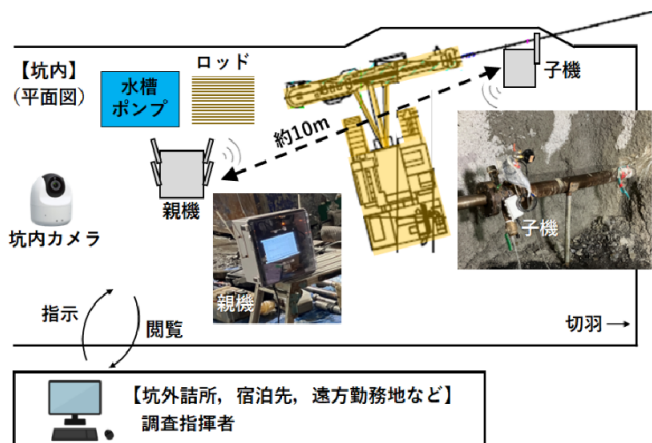 【坑内】
(平面図)
水槽
ポンプ
ロッド
子機
約10m
親機
坑内カメラ
親機
子機
指示
閲覧
切羽→
【坑外詰所，宿泊先，遠方勤務地など】
調査指揮者